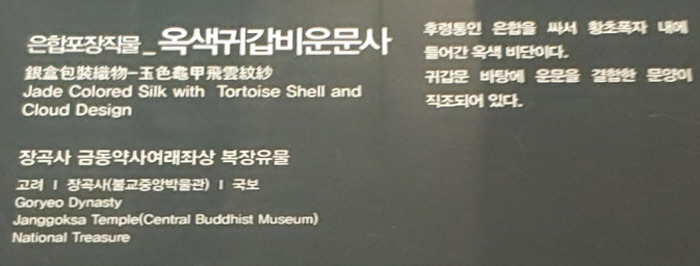 은합포장직물_옥색귀갑비운문사
銀盒包裝織物-玉色龜甲飛雲紋紗
Jade Colored Silk with Tortoise Shell and
Cloud Design
장곡사 금동약사여래좌상 복장유물
고려 | 장곡사(불교중앙박물관) | 국보
Goryeo Dynasty
Janggoksa Temple(Central Buddhist Museum)
National Treasure
후령통인 은합을 싸서 황초폭자 내에
들어간 옥색 비단이다.
귀갑문 바탕에 운문을 결합한 문양이
직조되어 있다.